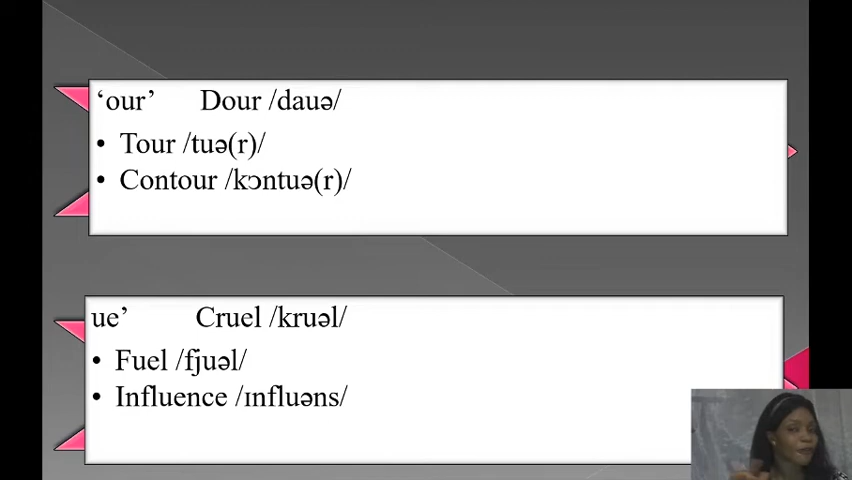 ‘our’ Dour /dauə/
• Tour /tuə(r)/
• Contour /kɔntuə(r)/
ue’ Cruel /kruəl/
• Fuel /fjuəl/
• Influence /ɪnfluəns/